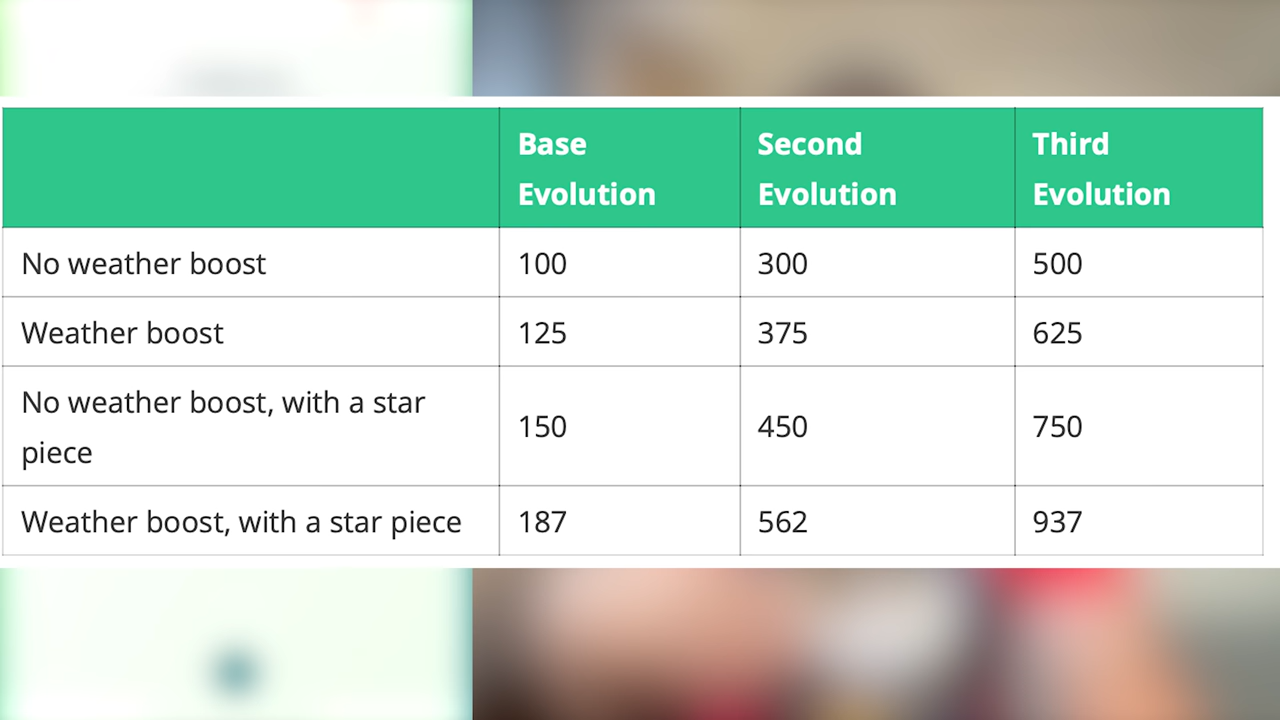 Base Evolution
Second Evolution
Third Evolution
No weather boost 100 300 500
Weather boost 125 375 625
No weather boost, with a star piece 150 450 750
Weather boost, with a star piece 187 562 937